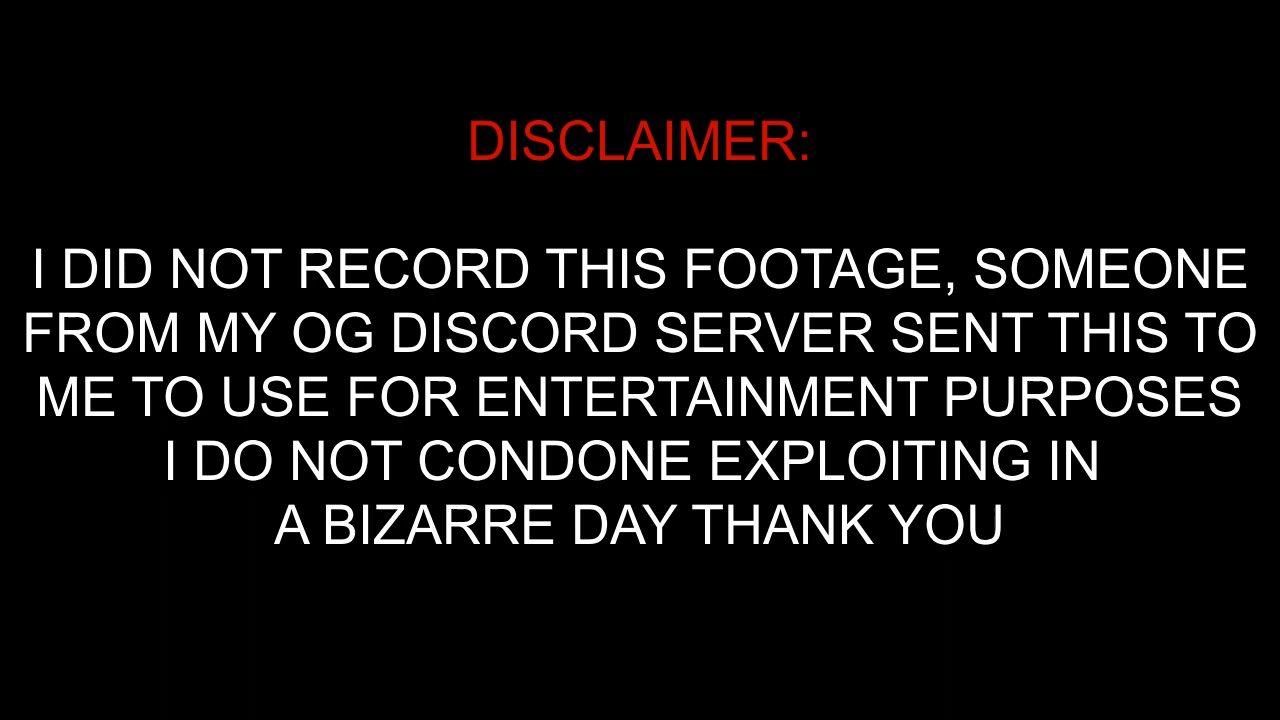 DISCLAIMER:
I DID NOT RECORD THIS FOOTAGE, SOMEONE
FROM MY OG DISCORD SERVER SENT THIS TO
ME TO USE FOR ENTERTAINMENT PURPOSES
I DO NOT CONDONE EXPLOITING IN
A BIZARRE DAY THANK YOU